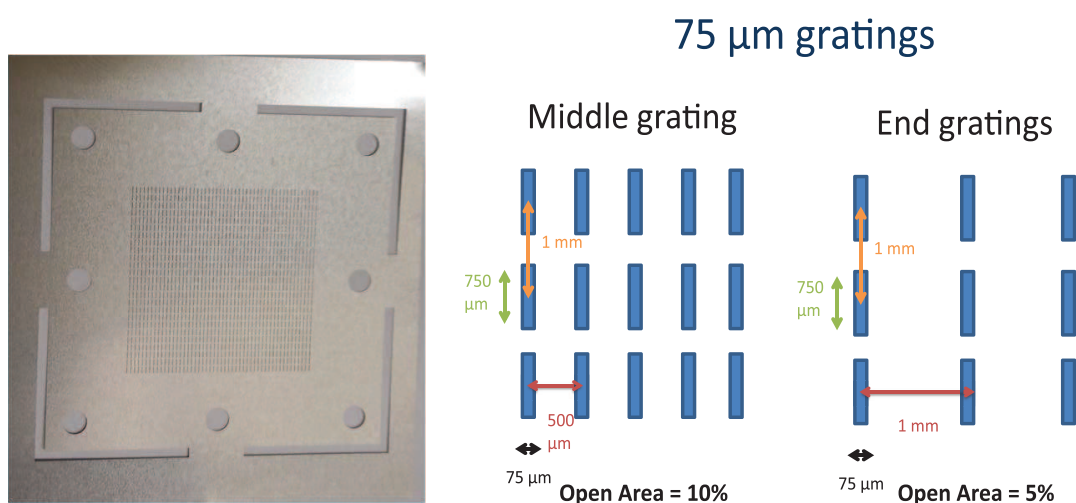 75 μm gratings
Middle grating
1 mm
750
μm
500
μm
75 μm
Open Area = 10%
End gratings
1 mm
750
μm
1 mm
75 μm
Open Area = 5%